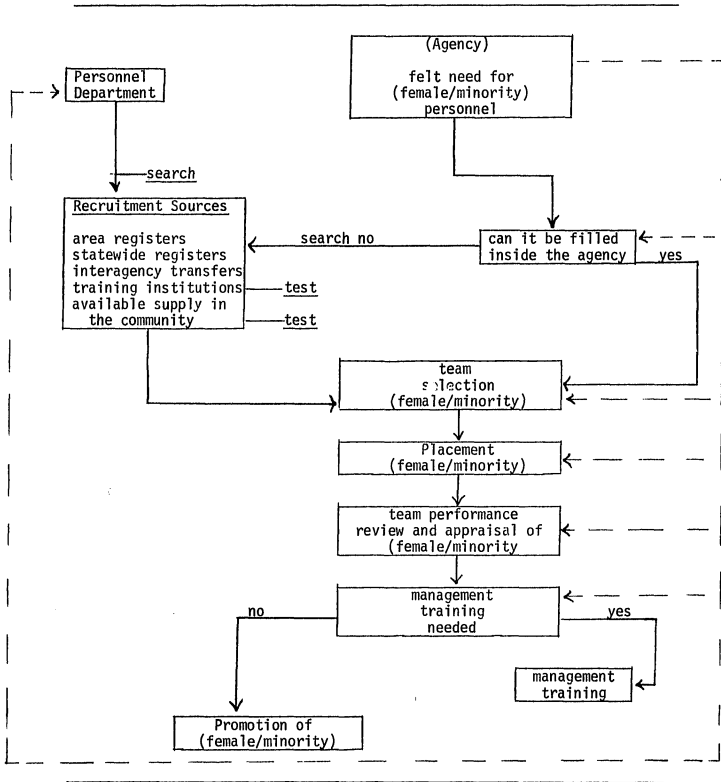 (Agency)
felt need for
(female/minority)
personnel
Personnel
Department
search
Recruitment Sources
area registers
statewide registers
interagency transfers
training institutions
available supply in
the community
test
test
search no
can it be filled
inside the agency
yes
team
selection
(female/minority)
Placement
(female/minority)
team performance
review and appraisal of
(female/minority
management
training
needed
no
yes
management
training
Promotion of
(female/minority)